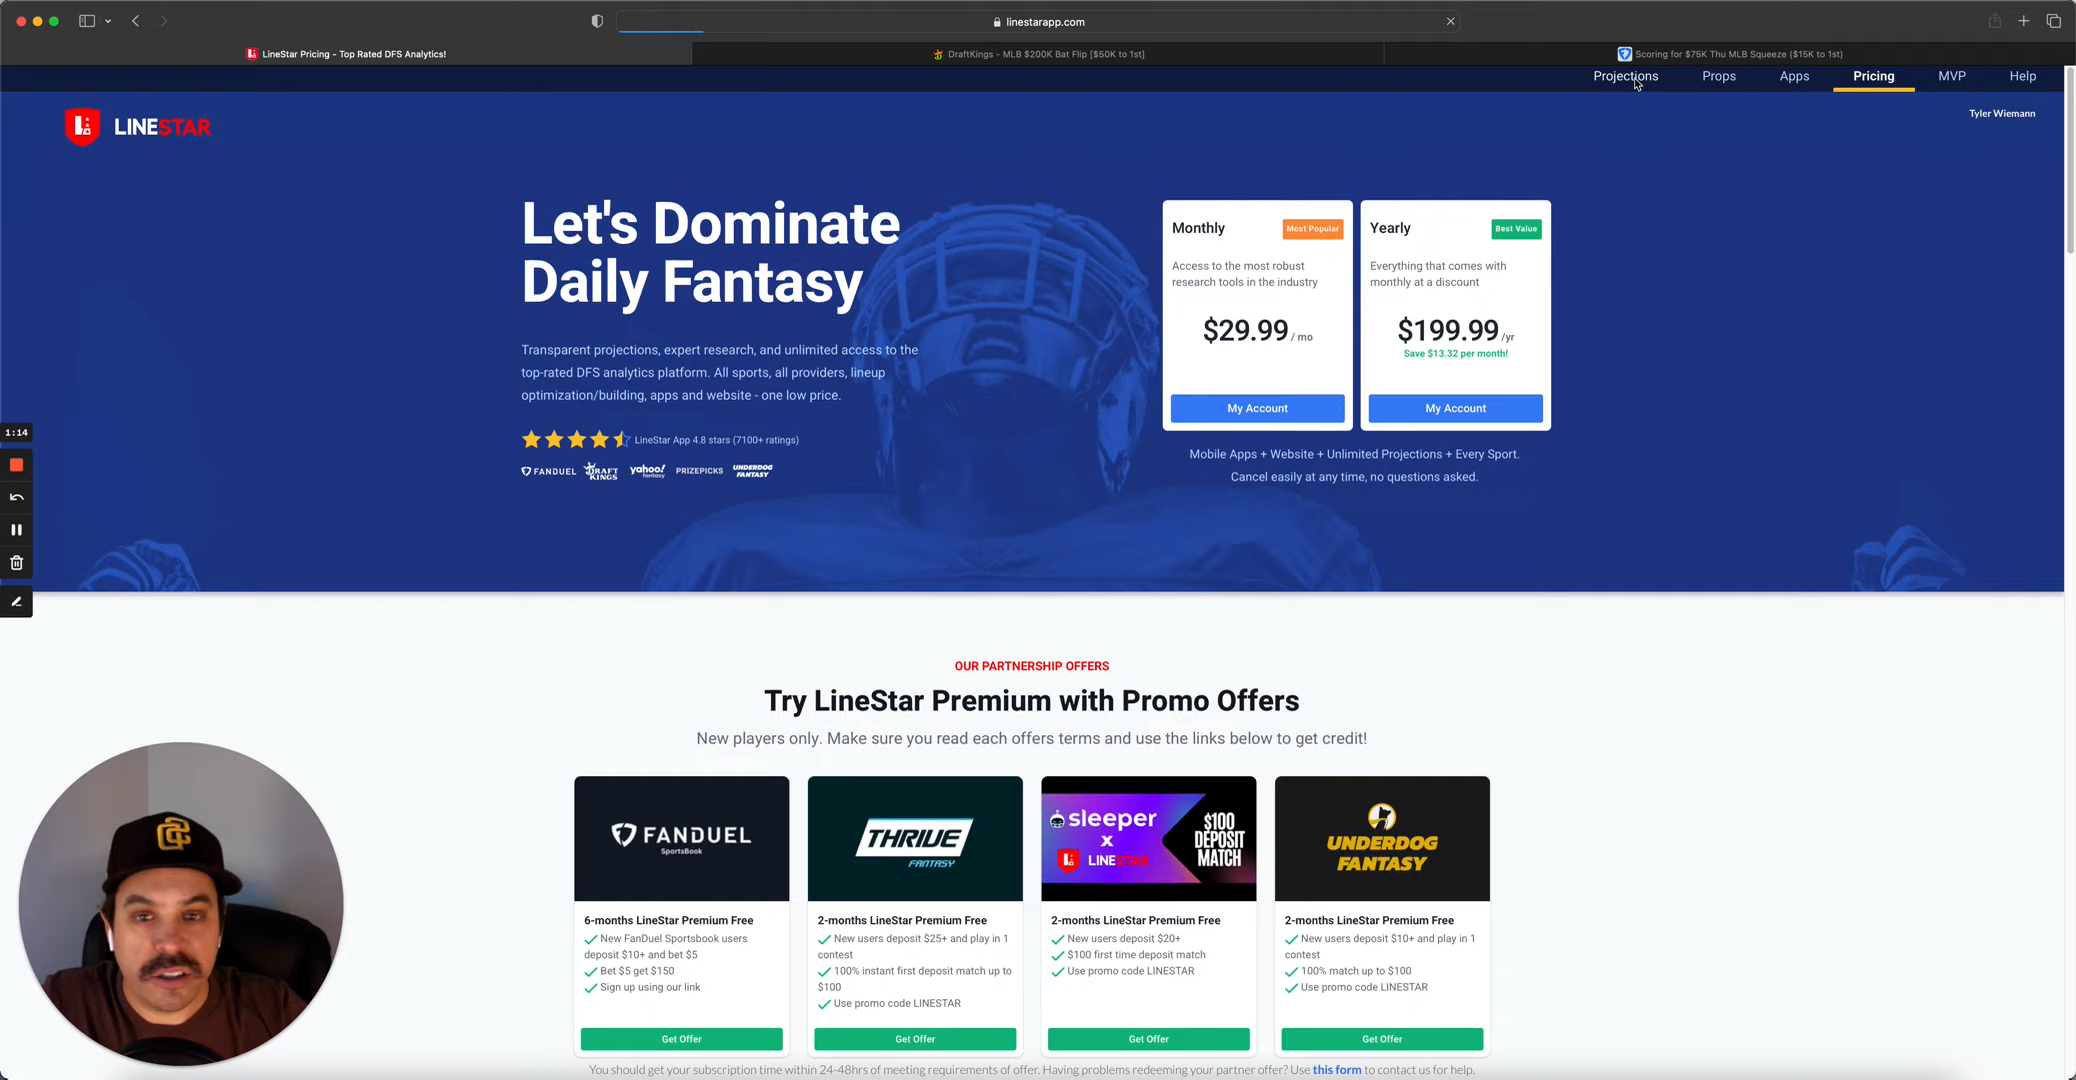 linestarapp.com
LineStar Pricing - Top Rated DFS Analytics!
DraftKings - MLB $200K Bat Flip [$50K to 1st]
Scoring for $75K Thu MLB Squeeze ($15K to 1st)
Projections
Props
Apps
Pricing
MVP
Help
LINESTAR
Tyler Wiemann
Let's Dominate
Daily Fantasy
Transparent projections, expert research, and unlimited access to the
top-rated DFS analytics platform. All sports, all providers, lineup
optimization/building, apps and website - one low price.
LineStar App 4.8 stars (7100+ ratings)
FANDUEL
DRAFT
KINGS
yahoo!
fantasy
PRIZEPICKS
UNDERDOG
FANTASY
Monthly
Most Popular
Access to the most robust
research tools in the industry
$29.99 / mo
My Account
Yearly
Best Value
Everything that comes with
monthly at a discount
$199.99 /yr
Save $13.32 per month!
My Account
Mobile Apps + Website + Unlimited Projections + Every Sport.
Cancel easily at any time, no questions asked.
1:14
OUR PARTNERSHIP OFFERS
Try LineStar Premium with Promo Offers
New players only. Make sure you read each offers terms and use the links below to get credit!
FANDUEL
SportsBook
6-months LineStar Premium Free
New FanDuel Sportsbook users
deposit $10+ and bet $5
Bet $5 get $150
Sign up using our link
Get Offer
THRIVE
FANTASY
2-months LineStar Premium Free
New users deposit $25+ and play in 1
contest
100% instant first deposit match up to
$100
Use promo code LINESTAR
Get Offer
sleeper
X
LINESTAR
$100
DEPOSIT
MATCH
2-months LineStar Premium Free
New users deposit $20+
$100 first time deposit match
Use promo code LINESTAR
Get Offer
UNDERDOG
FANTASY
2-months LineStar Premium Free
New users deposit $10+ and play in 1
contest
100% match up to $100
Use promo code LINESTAR
Get Offer
You should get your subscription time within 24-48hrs of meeting requirements of offer. Having problems redeeming your partner offer? Use this form to contact us for help.